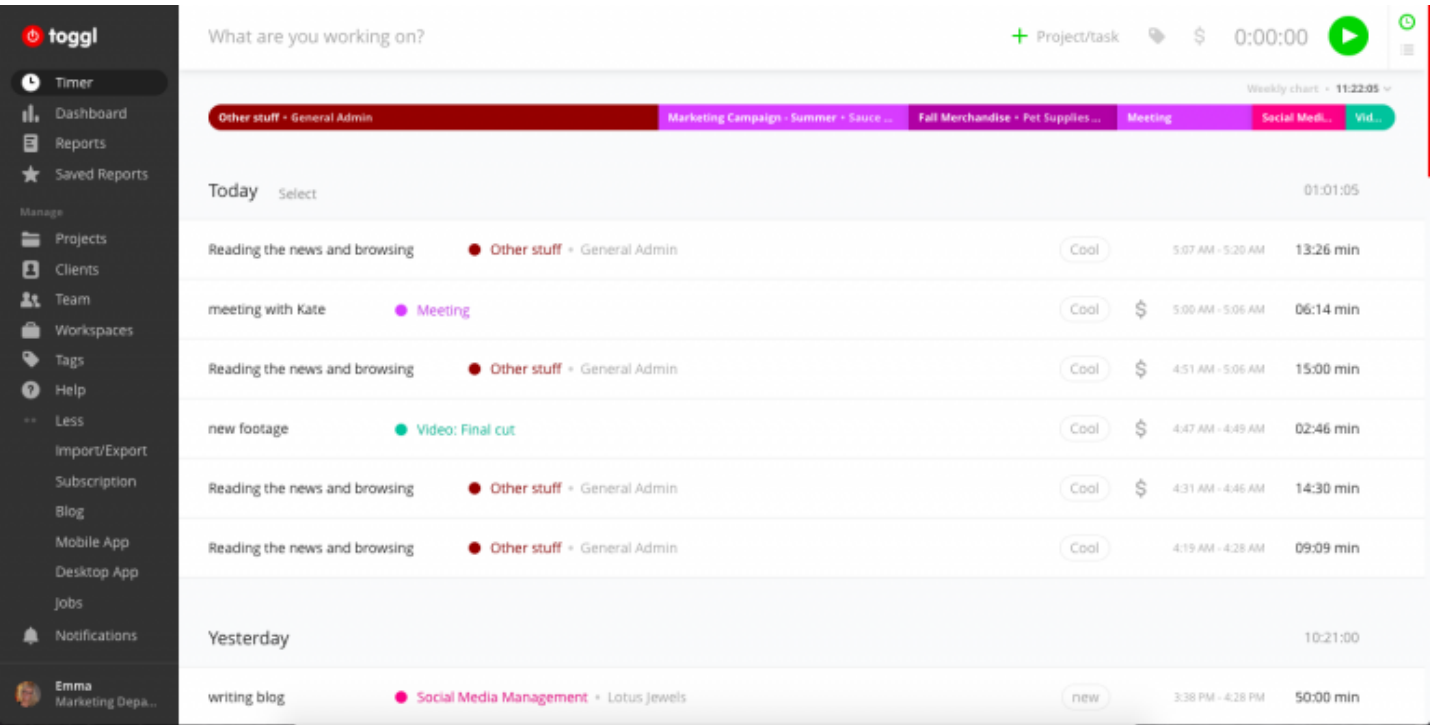 toggl
Timer
Dashboard
Reports
Saved Reports
Manage
Projects
Clients
Team
Workspaces
Tags
Help
Less
Import/Export
Subscription
Blog
Mobile App
Desktop App
Jobs
Notifications
Emma
Marketing Depa...
What are you working on? + Project/task $ 0:00:00
Weekly chart • 11:22:05
Other stuff • General Admin Marketing Campaign - Summer • Sauce ... Fall Merchandise • Pet Supplies ... Meeting Social Medi... Vid...
Today Select 01:01:05
Reading the news and browsing Other stuff • General Admin Cool 5:07 AM - 5:20 AM 13:26 min
meeting with Kate Meeting Cool $ 5:00 AM - 5:06 AM 06:14 min
Reading the news and browsing Other stuff • General Admin Cool $ 4:51 AM - 5:06 AM 15:00 min
new footage Video: Final cut Cool $ 4:47 AM - 4:49 AM 02:46 min
Reading the news and browsing Other stuff • General Admin Cool $ 4:31 AM - 4:46 AM 14:30 min
Reading the news and browsing Other stuff • General Admin Cool 4:19 AM - 4:28 AM 09:09 min
Yesterday 10:21:00
writing blog Social Media Management • Lotus Jewels new 3:38 PM - 4:28 PM 50:00 min